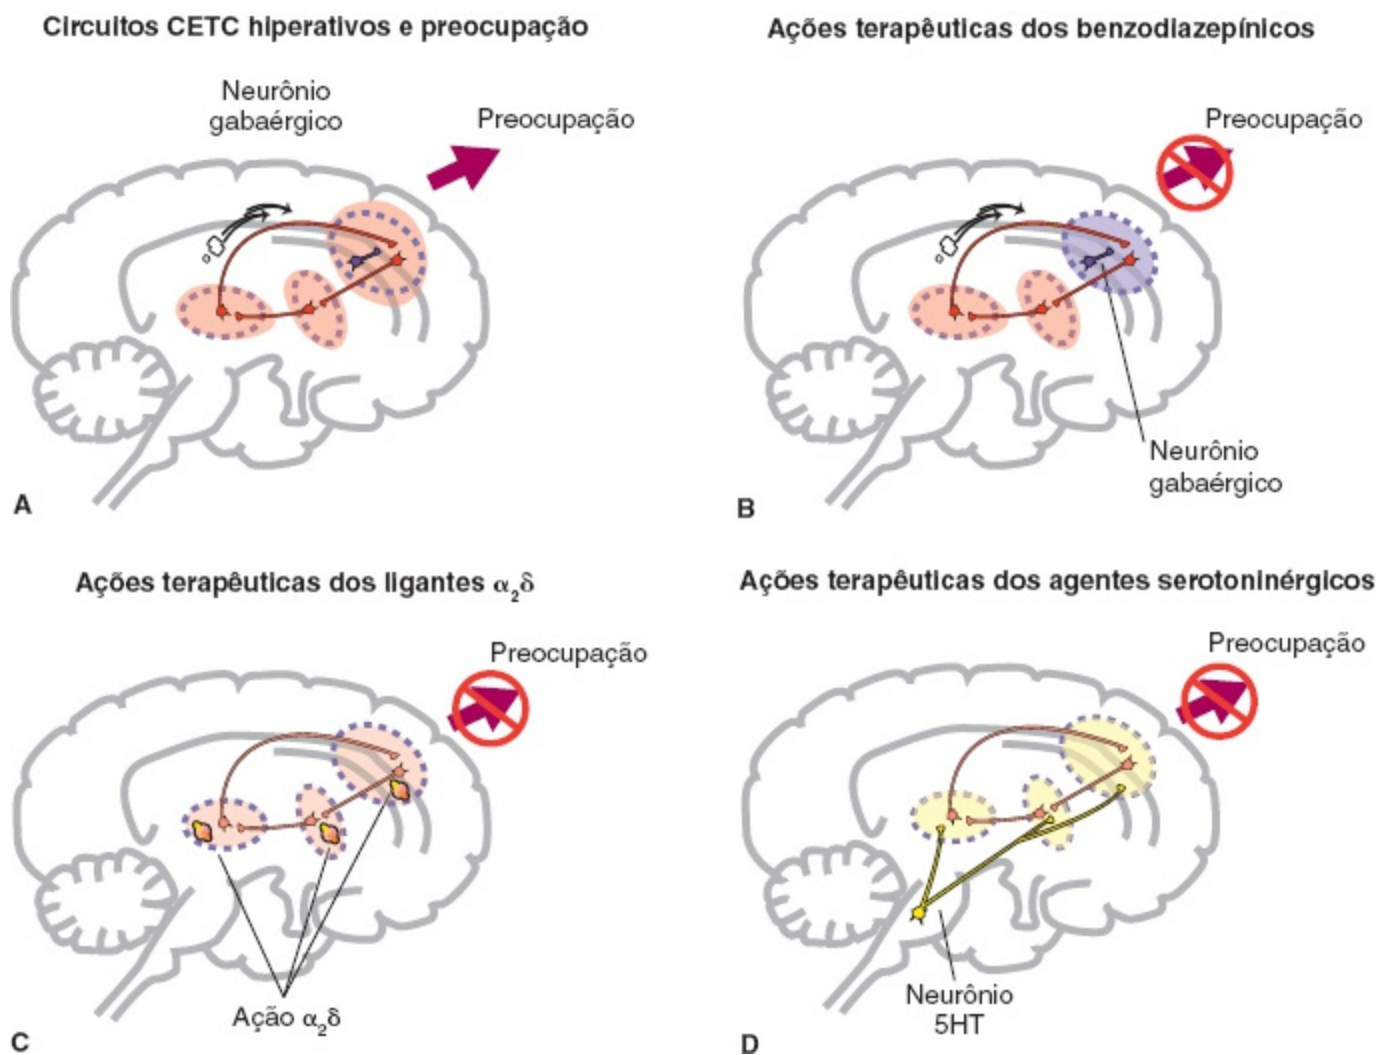 Circuitos CETC hiperativos e preocupação
Neurônio
gabaérgico
Preocupação
A
Ações terapêuticas dos benzodiazepínicos
Preocupação
Neurônio
gabaérgico
B
Ações terapêuticas dos ligantes α₂δ
Preocupação
Ação α₂δ
C
Ações terapêuticas dos agentes serotoninérgicos
Preocupação
Neurônio
5HT
D